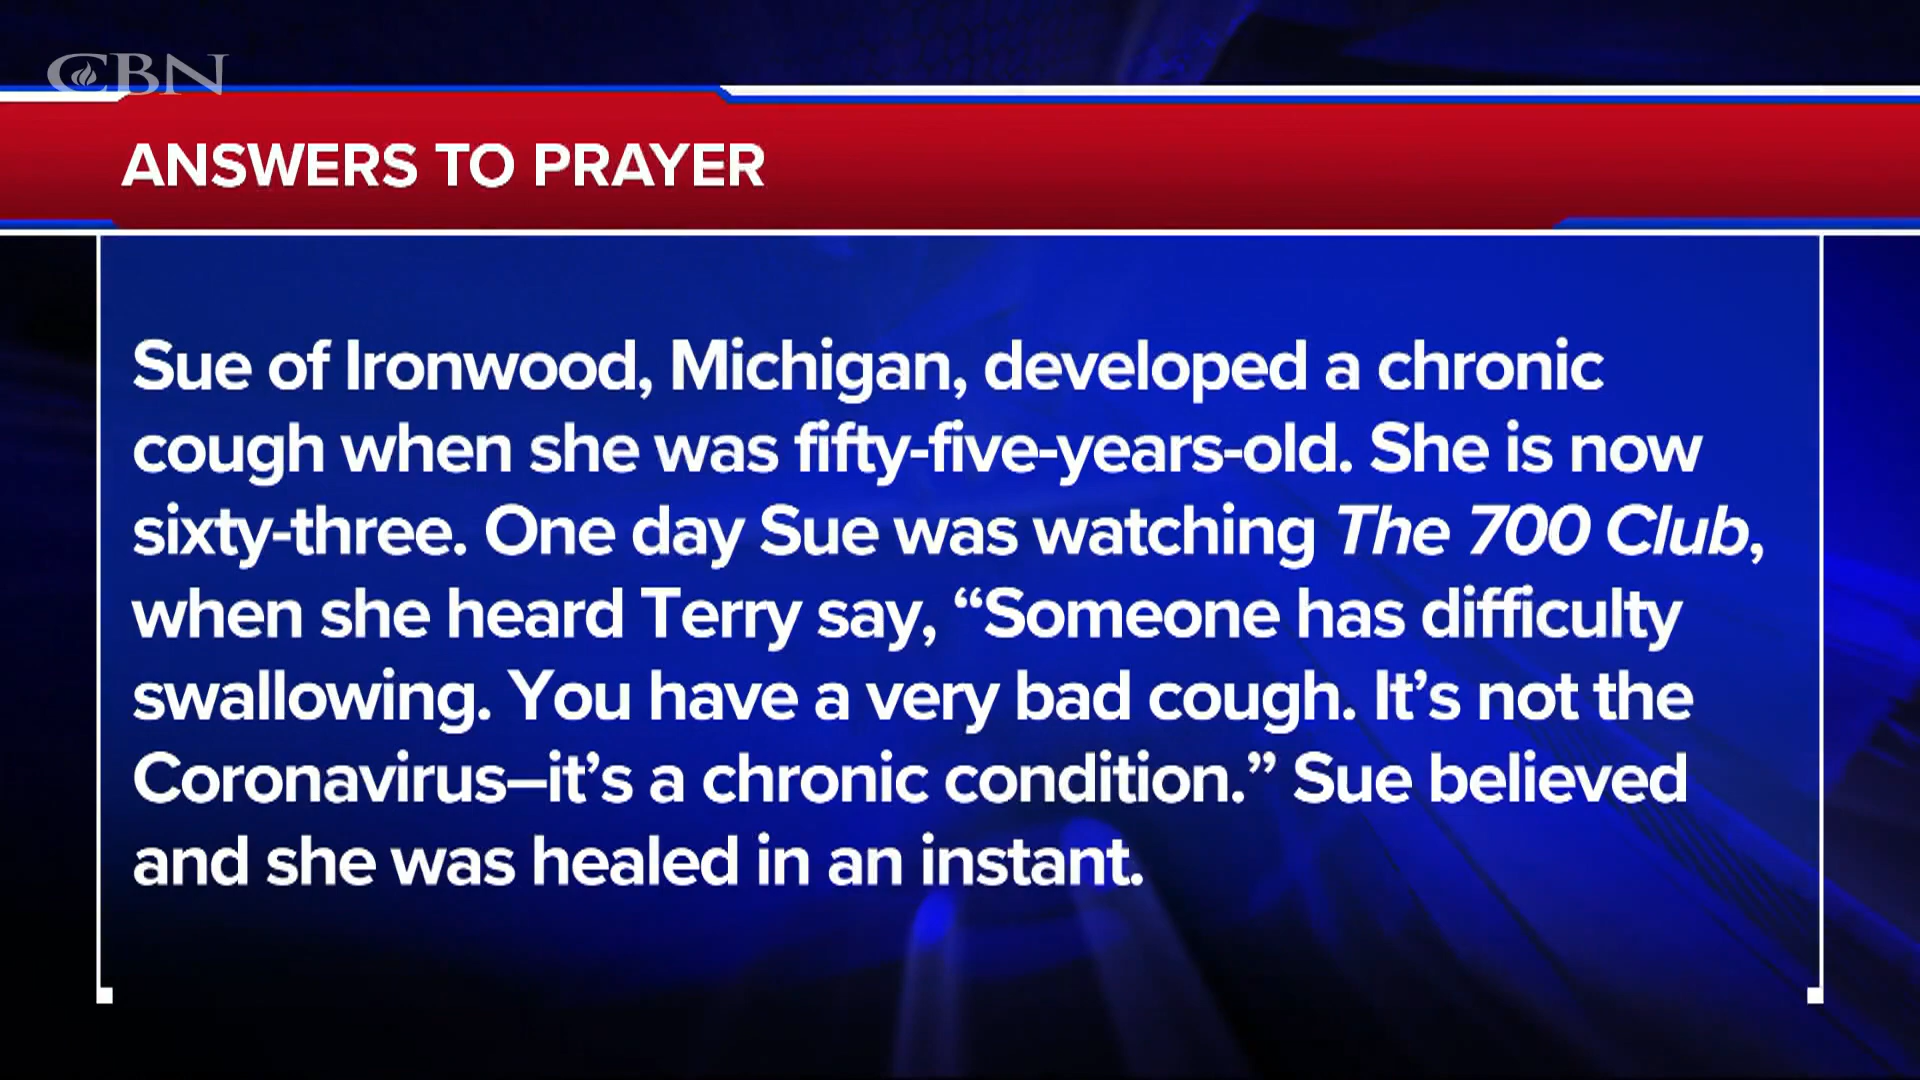 CBN
ANSWERS TO PRAYER
Sue of Ironwood, Michigan, developed a chronic
cough when she was fifty-five-years-old. She is now
sixty-three. One day Sue was watching The 700 Club,
when she heard Terry say, “Someone has difficulty
swallowing. You have a very bad cough. It’s not the
Coronavirus–it’s a chronic condition.” Sue believed
and she was healed in an instant.